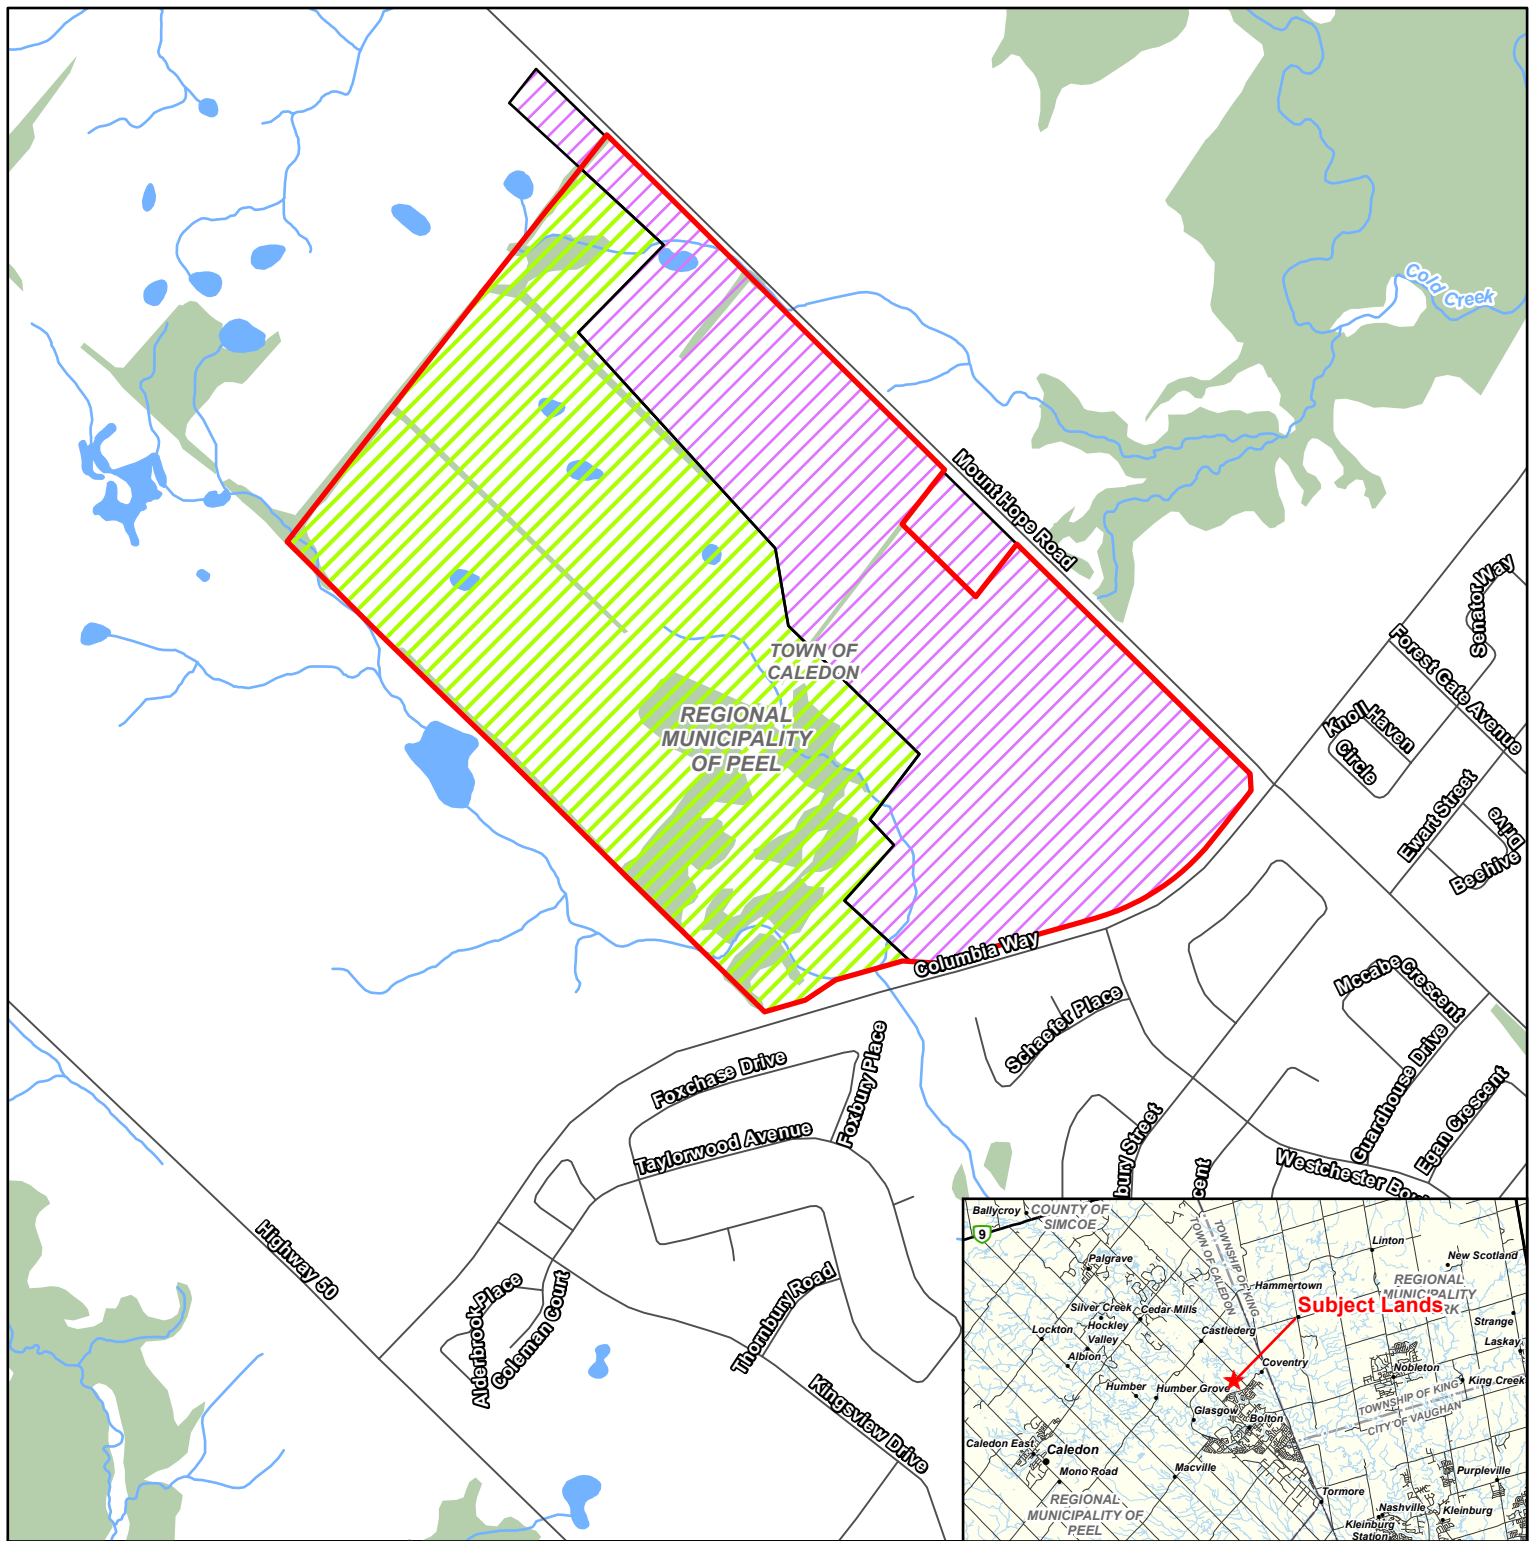 Cold Creek
Mount Hope Road
Senator Way
Forest Gate Avenue
TOWN OF
CALEDON
REGIONAL
MUNICIPALITY
OF PEEL
Knoll Haven
Circle
Ewart Street
Beehive
Drive
Columbia Way
Mccabe
Crescent
Schaefer Place
Foxchase Drive
Foxbury Place
Guardhouse Drive
Egan Crescent
Taylorwood Avenue
bury Street
cent
Westchester Bou
Highway 50
Alderbrook Place
Coleman Court
Thornbury Road
Kingsview Drive
Ballycroy
COUNTY OF
SIMCOE
9
TOWNSHIP OF KING
TOWN OF CALEDON
Linton
New Scotland
Palgrave
Hammertown
REGIONAL
MUNICIPALITY
RK
Subject Lands
Silver Creek
Cedar Mills
Strange
Lockton
Hockley
Valley
Castlederg
Laskay
Albion
Coventry
Nobleton
King Creek
Humber
Humber Grove
TOWNSHIP OF KING
CITY OF VAUGHAN
Glasgow
Bolton
Caledon East
Caledon
Mono Road
Macville
Purpleville
Tormore
REGIONAL
MUNICIPALITY OF
PEEL
Nashville
Kleinburg
Kleinburg
Station